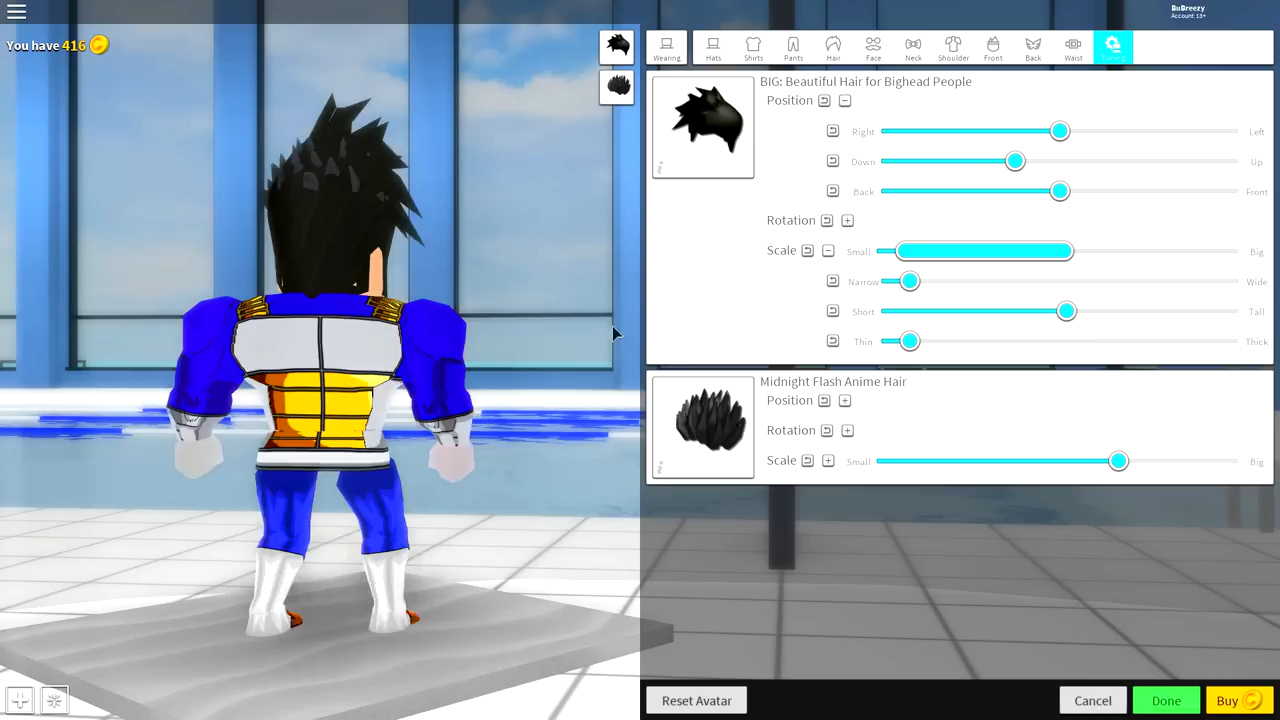 BuBreezy
Account: 13+
You have 416
Wearing
Hats
Shirts
Pants
Hair
Face
Neck
Shoulder
Front
Back
Waist
BIG: Beautiful Hair for Bighead People
Position
Right Left
Down Up
Back Front
Rotation
Scale Small Big
Narrow Wide
Short Tall
Thin Thick
Midnight Flash Anime Hair
Position
Rotation
Scale Small Big
Reset Avatar
Cancel
Done
Buy